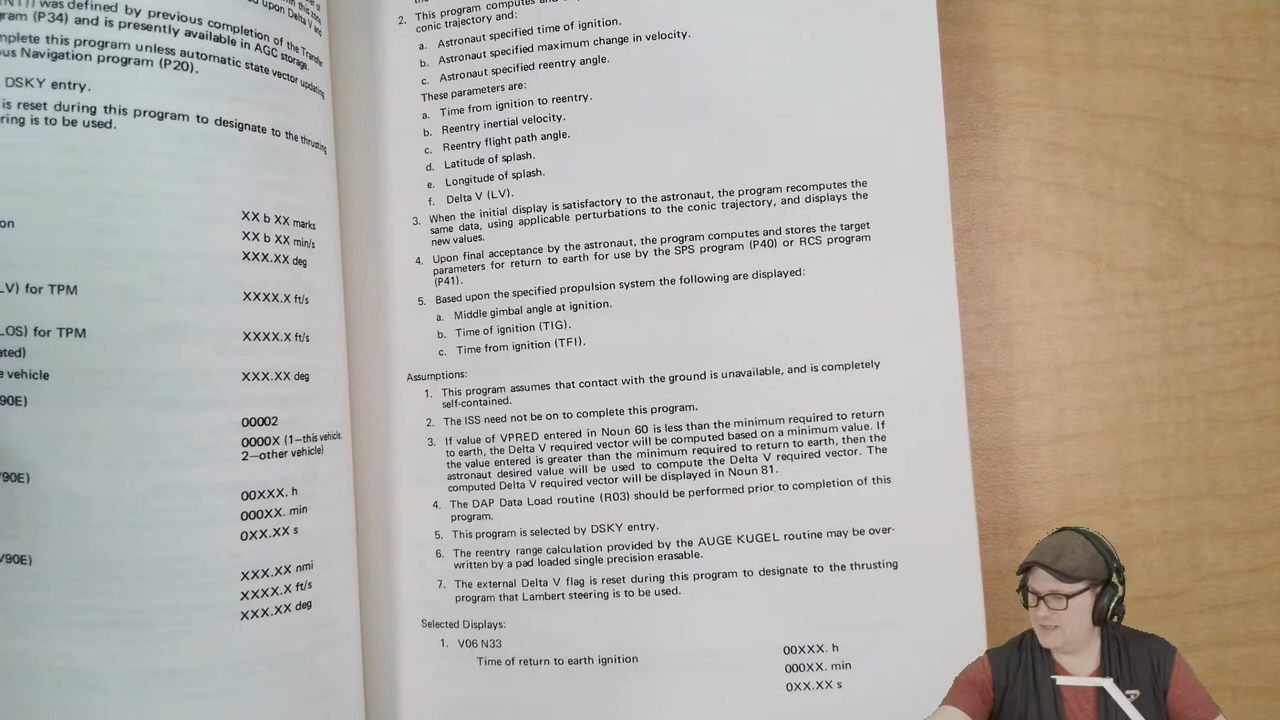 NT)) was defined by previous completion of the Transfer
ram (P34) and is presently available in AGC storage.
mplete this program unless automatic state vector updating
ous Navigation program (P20).
DSKY entry.
is reset during this program to designate to the thrusting
ring is to be used.
XX b XX marks
on
XX b XX min/s
XXX.XX deg
LV) for TPM
XXXX.X ft/s
LOS) for TPM
XXXX.X ft/s
ated)
e vehicle
XXX.XX deg
90E)
00002
0000X (1—this vehicle,
2—other vehicle)
/90E)
00XXX. h
000XX. min
0XX.XX s
V90E)
XXX.XX nmi
XXXX.X ft/s
XXX.XX deg
2. This program computes and
conic trajectory and:
a. Astronaut specified time of ignition.
b. Astronaut specified maximum change in velocity.
c. Astronaut specified reentry angle.
These parameters are:
a. Time from ignition to reentry.
b. Reentry inertial velocity.
c. Reentry flight path angle.
d. Latitude of splash.
e. Longitude of splash.
f. Delta V (LV).
3. When the initial display is satisfactory to the astronaut, the program recomputes the
same data, using applicable perturbations to the conic trajectory, and displays the
new values.
4. Upon final acceptance by the astronaut, the program computes and stores the target
parameters for return to earth for use by the SPS program (P40) or RCS program
(P41).
5. Based upon the specified propulsion system the following are displayed:
a. Middle gimbal angle at ignition.
b. Time of ignition (TIG).
c. Time from ignition (TFI).
Assumptions:
1. This program assumes that contact with the ground is unavailable, and is completely
self-contained.
2. The ISS need not be on to complete this program.
3. If value of VPRED entered in Noun 60 is less than the minimum required to return
to earth, the Delta V required vector will be computed based on a minimum value. If
the value entered is greater than the minimum required to return to earth, then the
astronaut desired value will be used to compute the Delta V required vector. The
computed Delta V required vector will be displayed in Noun 81.
4. The DAP Data Load routine (R03) should be performed prior to completion of this
program.
5. This program is selected by DSKY entry.
6. The reentry range calculation provided by the AUGE KUGEL routine may be over-
written by a pad loaded single precision erasable.
7. The external Delta V flag is reset during this program to designate to the thrusting
program that Lambert steering is to be used.
Selected Displays:
1. V06 N33
Time of return to earth ignition
00XXX. h
000XX. min
0XX.XX s